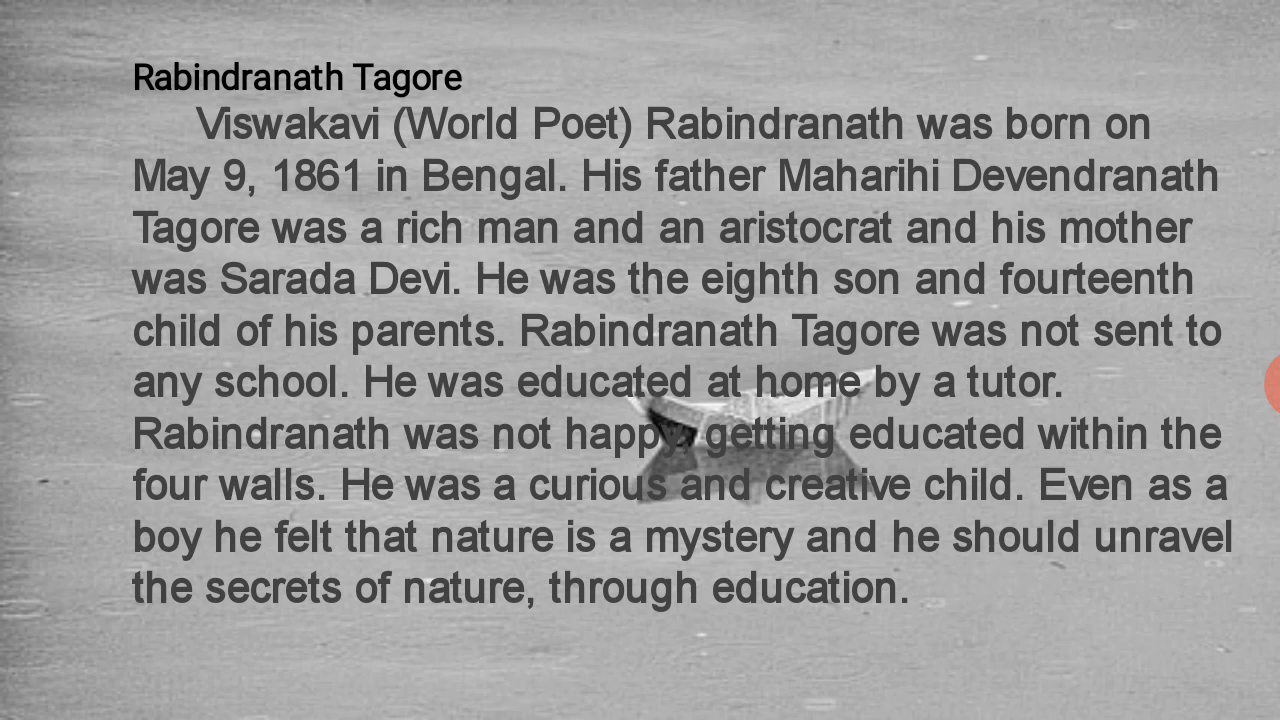 Rabindranath Tagore
Viswakavi (World Poet) Rabindranath was born on
May 9, 1861 in Bengal. His father Maharihi Devendranath
Tagore was a rich man and an aristocrat and his mother
was Sarada Devi. He was the eighth son and fourteenth
child of his parents. Rabindranath Tagore was not sent to
any school. He was educated at home by a tutor.
Rabindranath was not happy, getting educated within the
four walls. He was a curious and creative child. Even as a
boy he felt that nature is a mystery and he should unravel
the secrets of nature, through education.